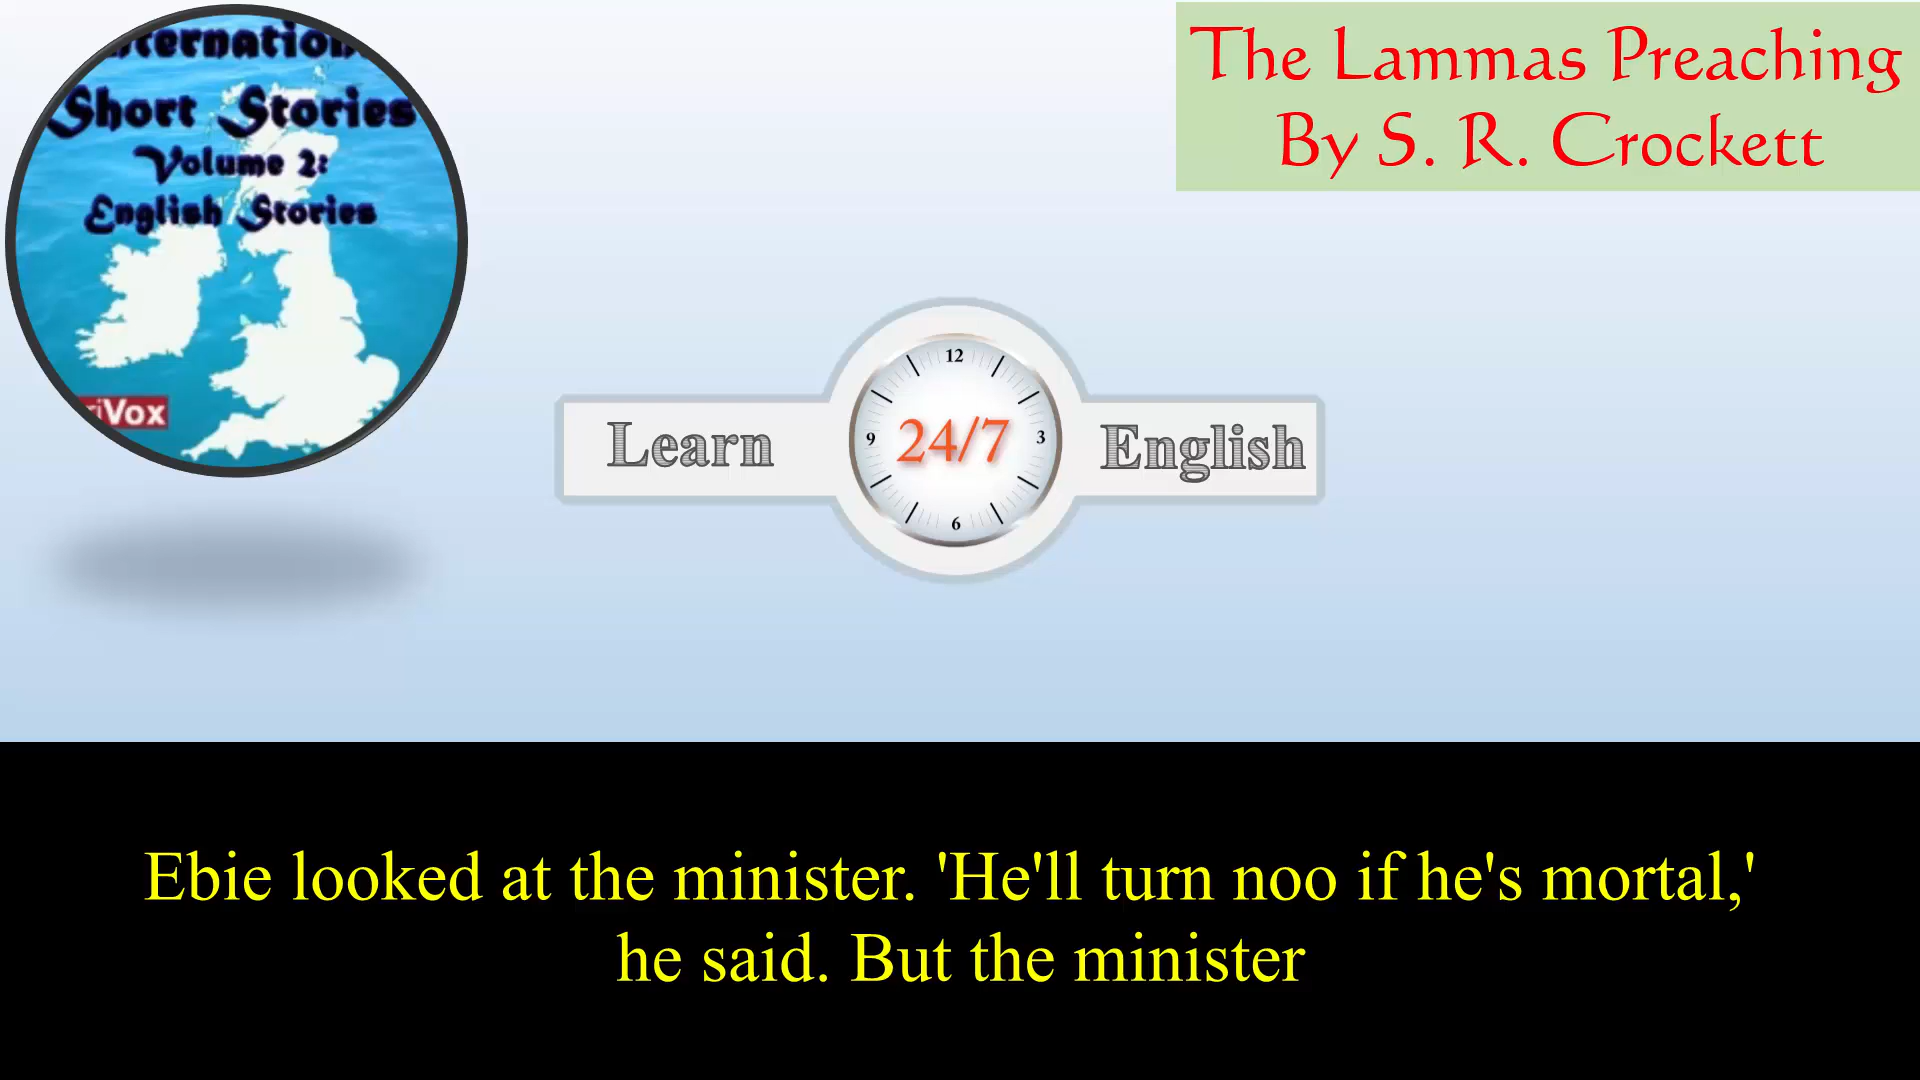 Short Stories
Volume 2:
English Stories
Vox
The Lammas Preaching
By S. R. Crockett
12
9
24/7
3
6
Learn
English
Ebie looked at the minister. 'He'll turn noo if he's mortal,'
he said. But the minister